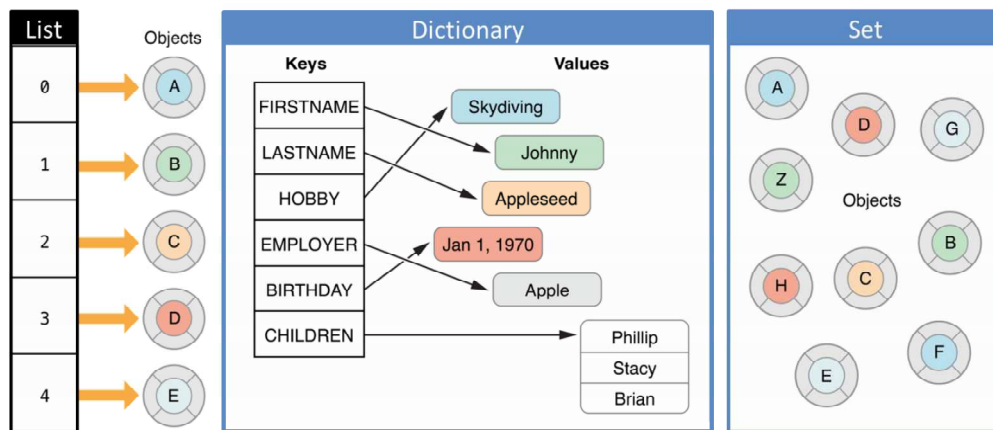 List
Objects
0
A
1
B
2
C
3
D
4
E
Dictionary
Keys
Values
FIRSTNAME
LASTNAME
HOBBY
EMPLOYER
BIRTHDAY
CHILDREN
Skydiving
Johnny
Appleseed
Jan 1, 1970
Apple
Phillip
Stacy
Brian
Set
A
D
G
Z
Objects
B
H
C
F
E